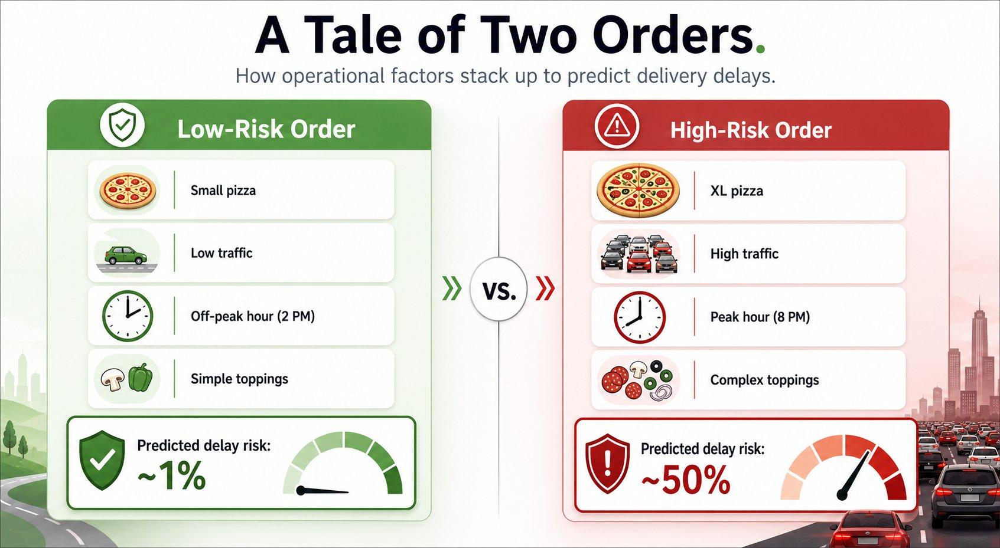 A Tale of Two Orders.
How operational factors stack up to predict delivery delays.
Low-Risk Order
Small pizza
Low traffic
Off-peak hour (2 PM)
Simple toppings
Predicted delay risk:
~1%
VS.
High-Risk Order
XL pizza
High traffic
Peak hour (8 PM)
Complex toppings
Predicted delay risk:
~50%